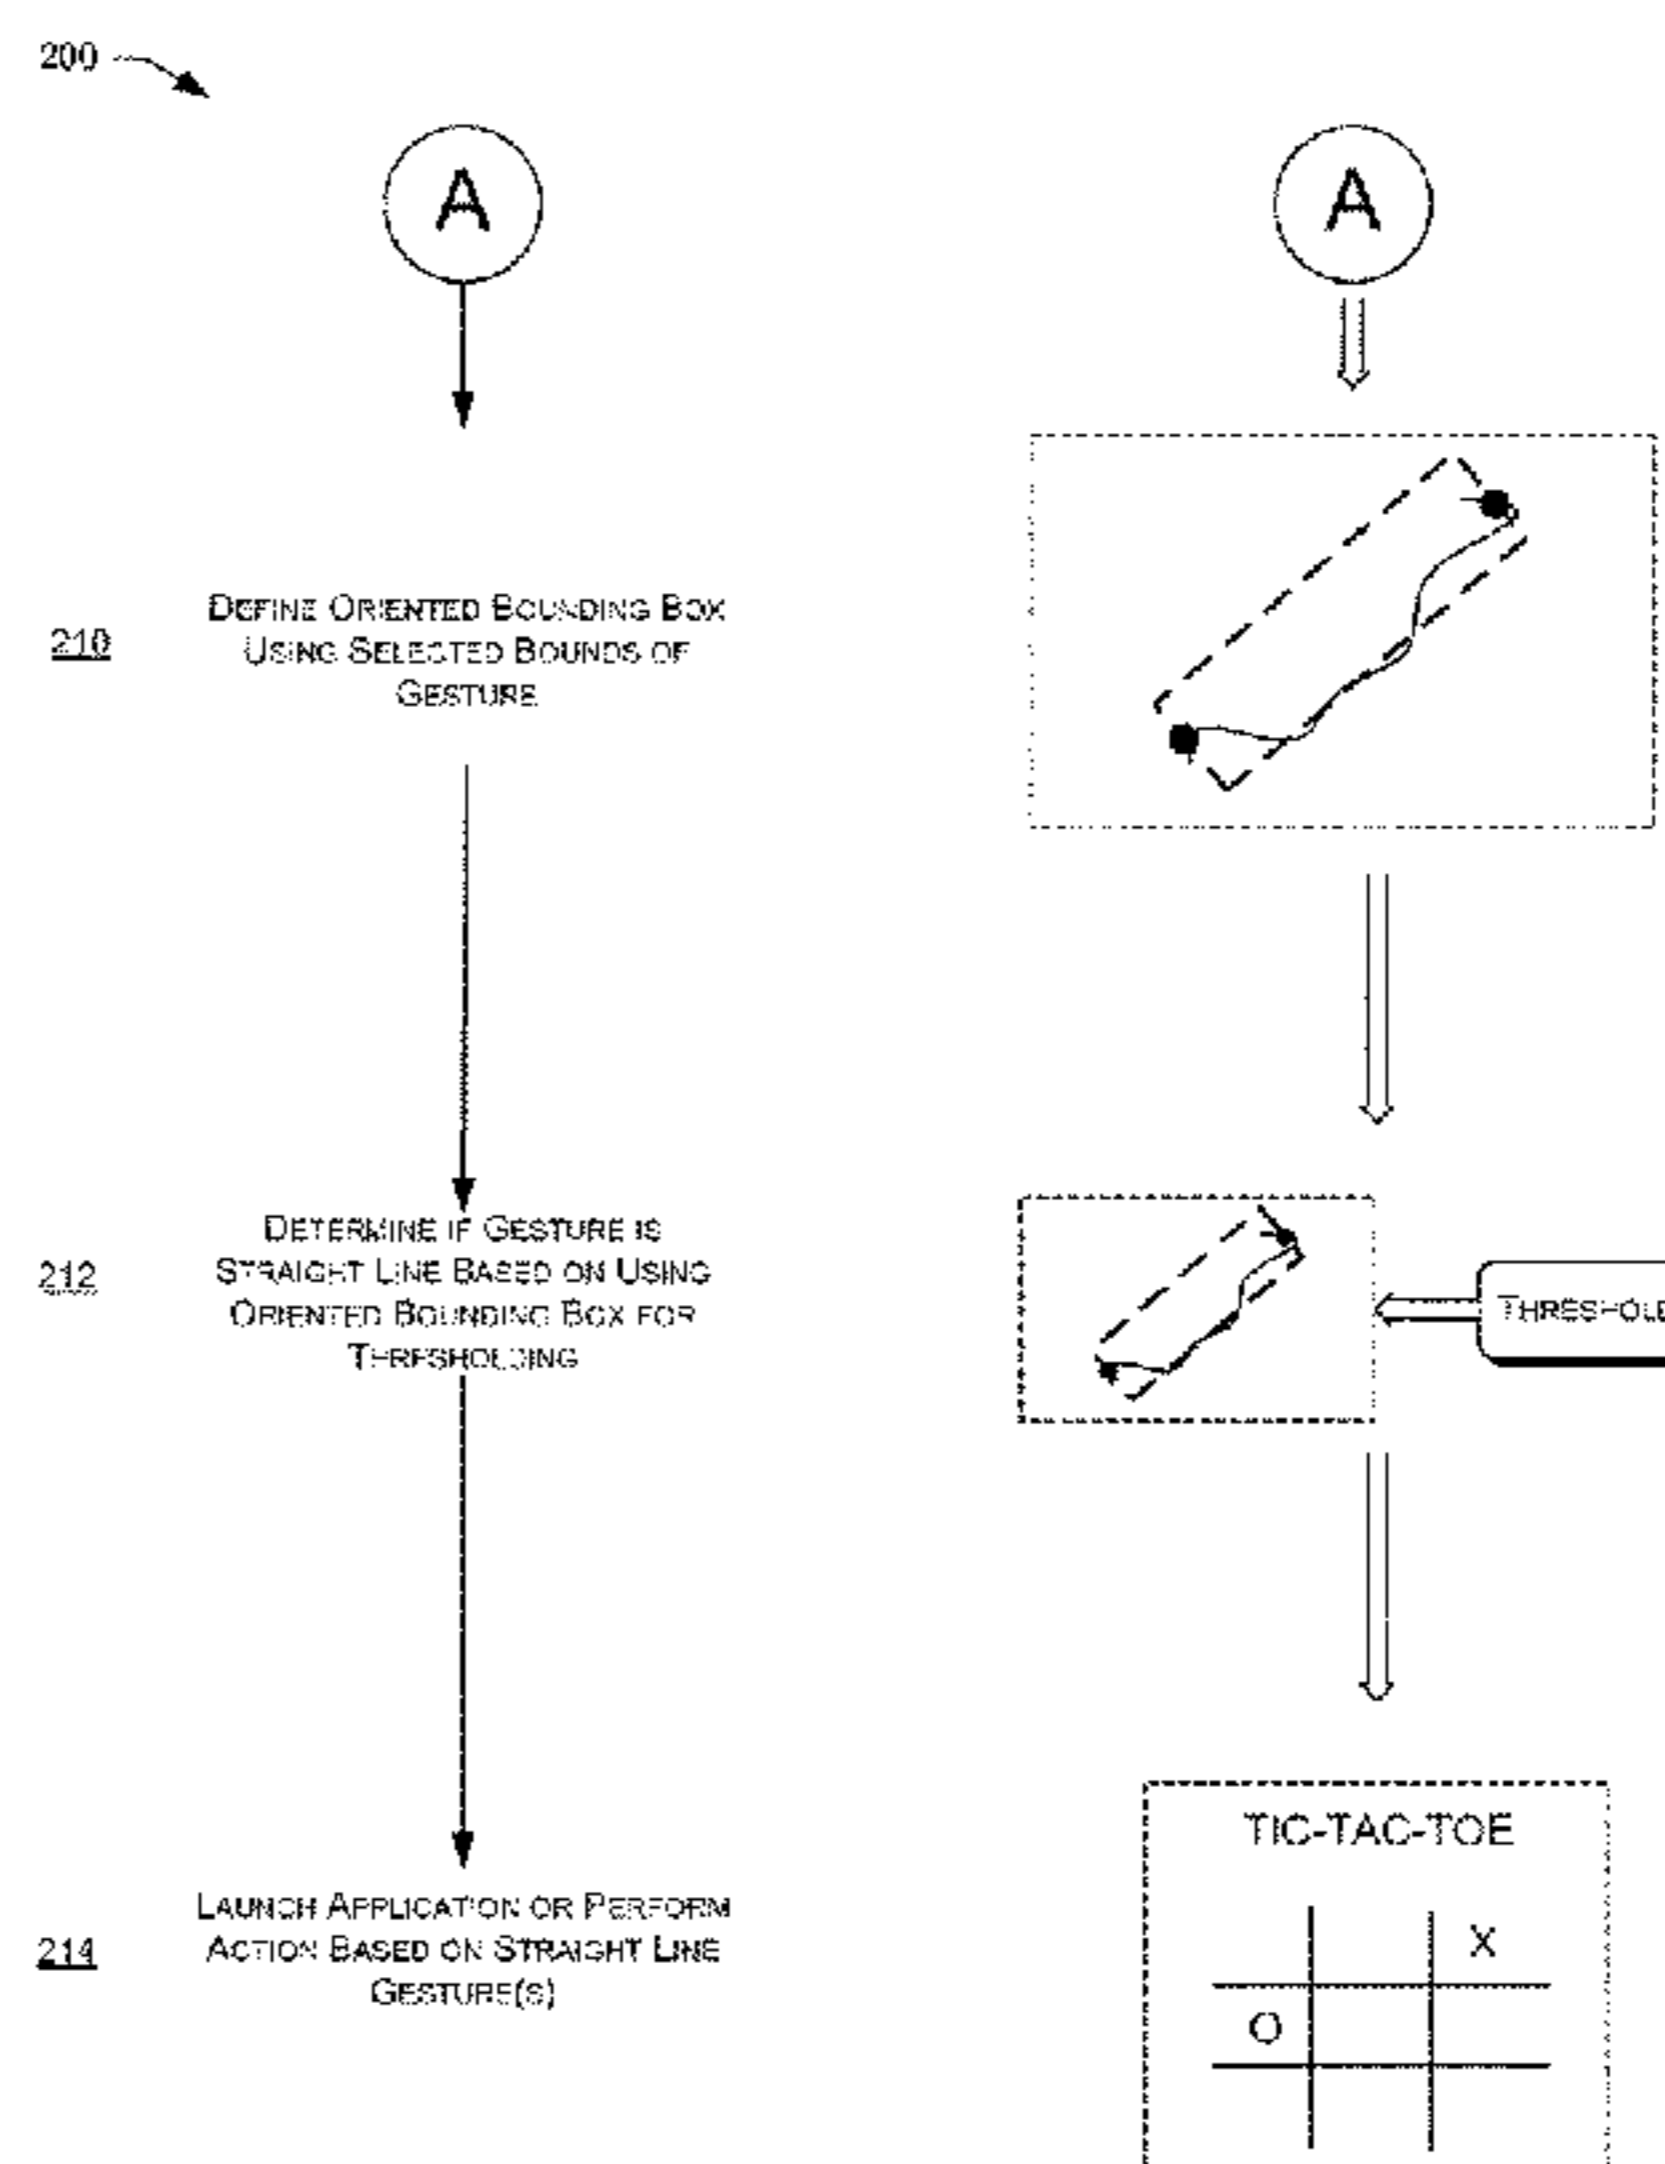 200
A
A
210
DEFINE ORIENTED BOUNDING BOX
USING SELECTED BOUNDS OF
GESTURE
212
DETERMINE IF GESTURE IS
STRAIGHT LINE BASED ON USING
ORIENTED BOUNDING BOX FOR
THRESHOLDING
THRESHOLD
214
LAUNCH APPLICATION OR PERFORM
ACTION BASED ON STRAIGHT LINE
GESTURE(S)
TIC-TAC-TOE
X
O